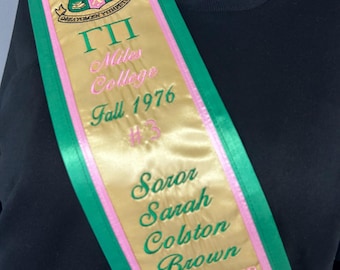 ΓΠ
Miles
College
Fall 1976
#3
Soror
Sarah
Colston
Brown